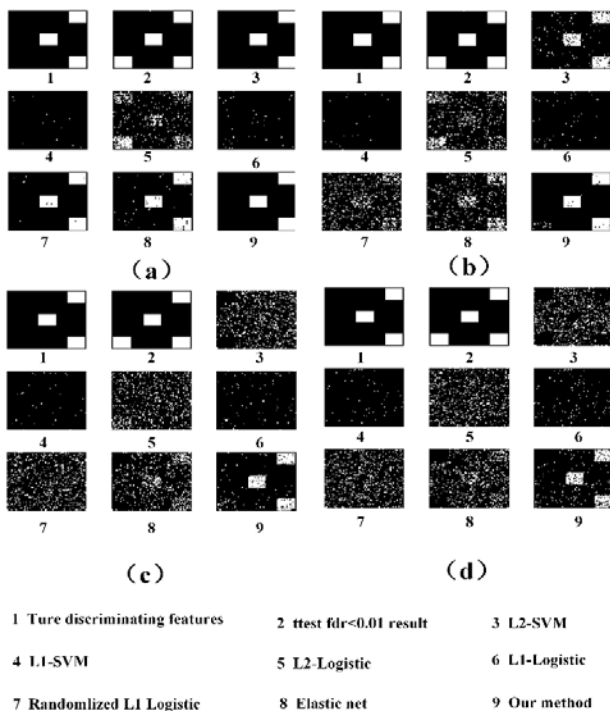 1 2 3 1 2 3
4 5 6 4 5 6
7 8 9 7 8 9
(a) (b)
1 2 3 1 2 3
4 5 6 4 5 6
7 8 9 7 8 9
(c) (d)
1 Ture discriminating features 2 ttest fdr<0.01 result 3 L2-SVM
4 L1-SVM 5 L2-Logistic 6 L1-Logistic
7 Randomlized L1 Logistic 8 Elastic net 9 Our method